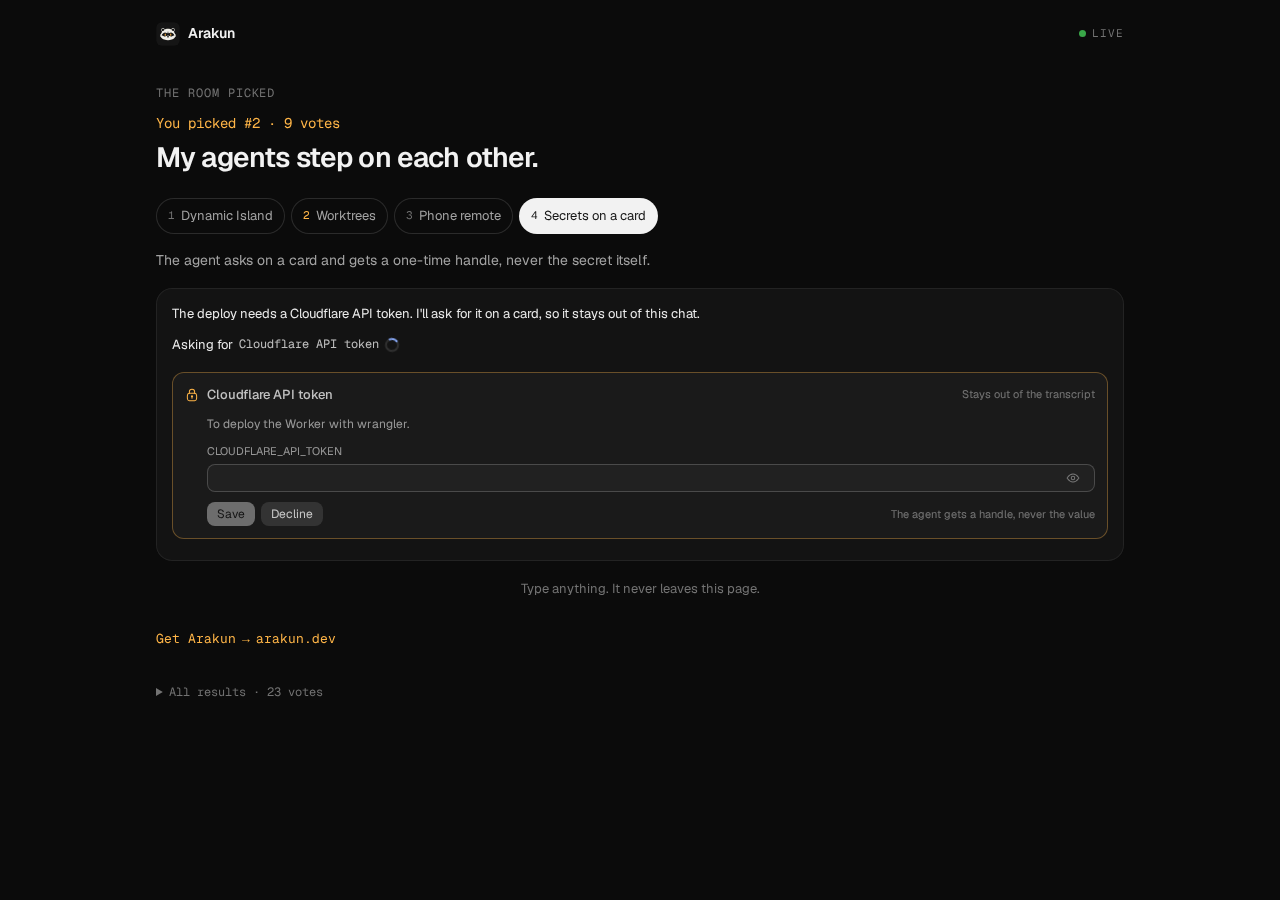 Arakun
LIVE
THE ROOM PICKED
You picked #2 · 9 votes
My agents step on each other.
1 Dynamic Island
2 Worktrees
3 Phone remote
4 Secrets on a card
The agent asks on a card and gets a one-time handle, never the secret itself.
The deploy needs a Cloudflare API token. I'll ask for it on a card, so it stays out of this chat.
Asking for Cloudflare API token
Cloudflare API token
Stays out of the transcript
To deploy the Worker with wrangler.
CLOUDFLARE_API_TOKEN
Save
Decline
The agent gets a handle, never the value
Type anything. It never leaves this page.
Get Arakun → arakun.dev
▶ All results · 23 votes